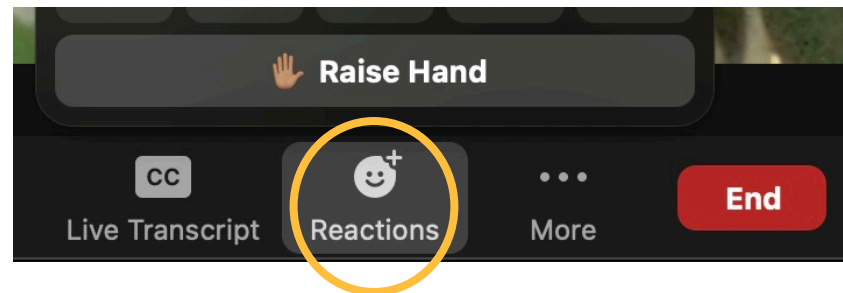 Raise Hand
CC
Live Transcript
Reactions
More
End